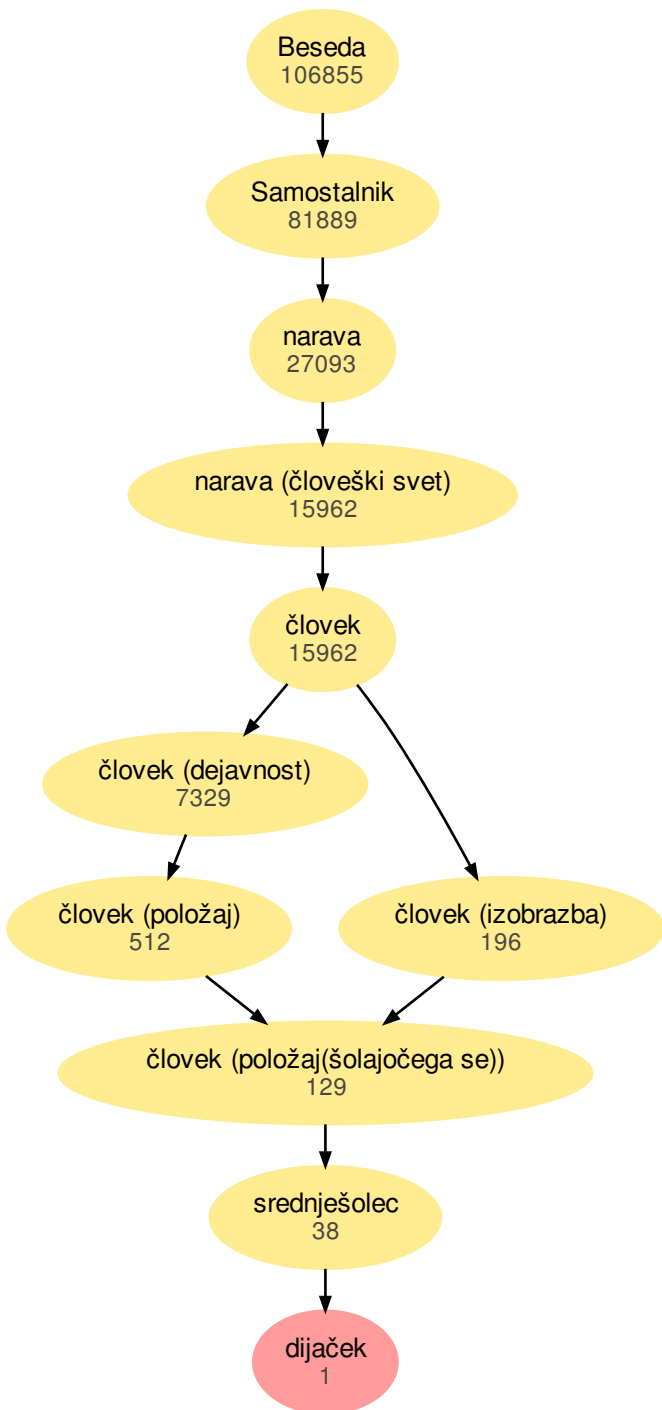 Beseda
106855
Samostalnik
81889
narava
27093
narava (človeški svet)
15962
človek
15962
človek (dejavnost)
7329
človek (položaj)
512
človek (izobrazba)
196
človek (položaj(šolajočega se))
129
srednješolec
38
dijaček
1